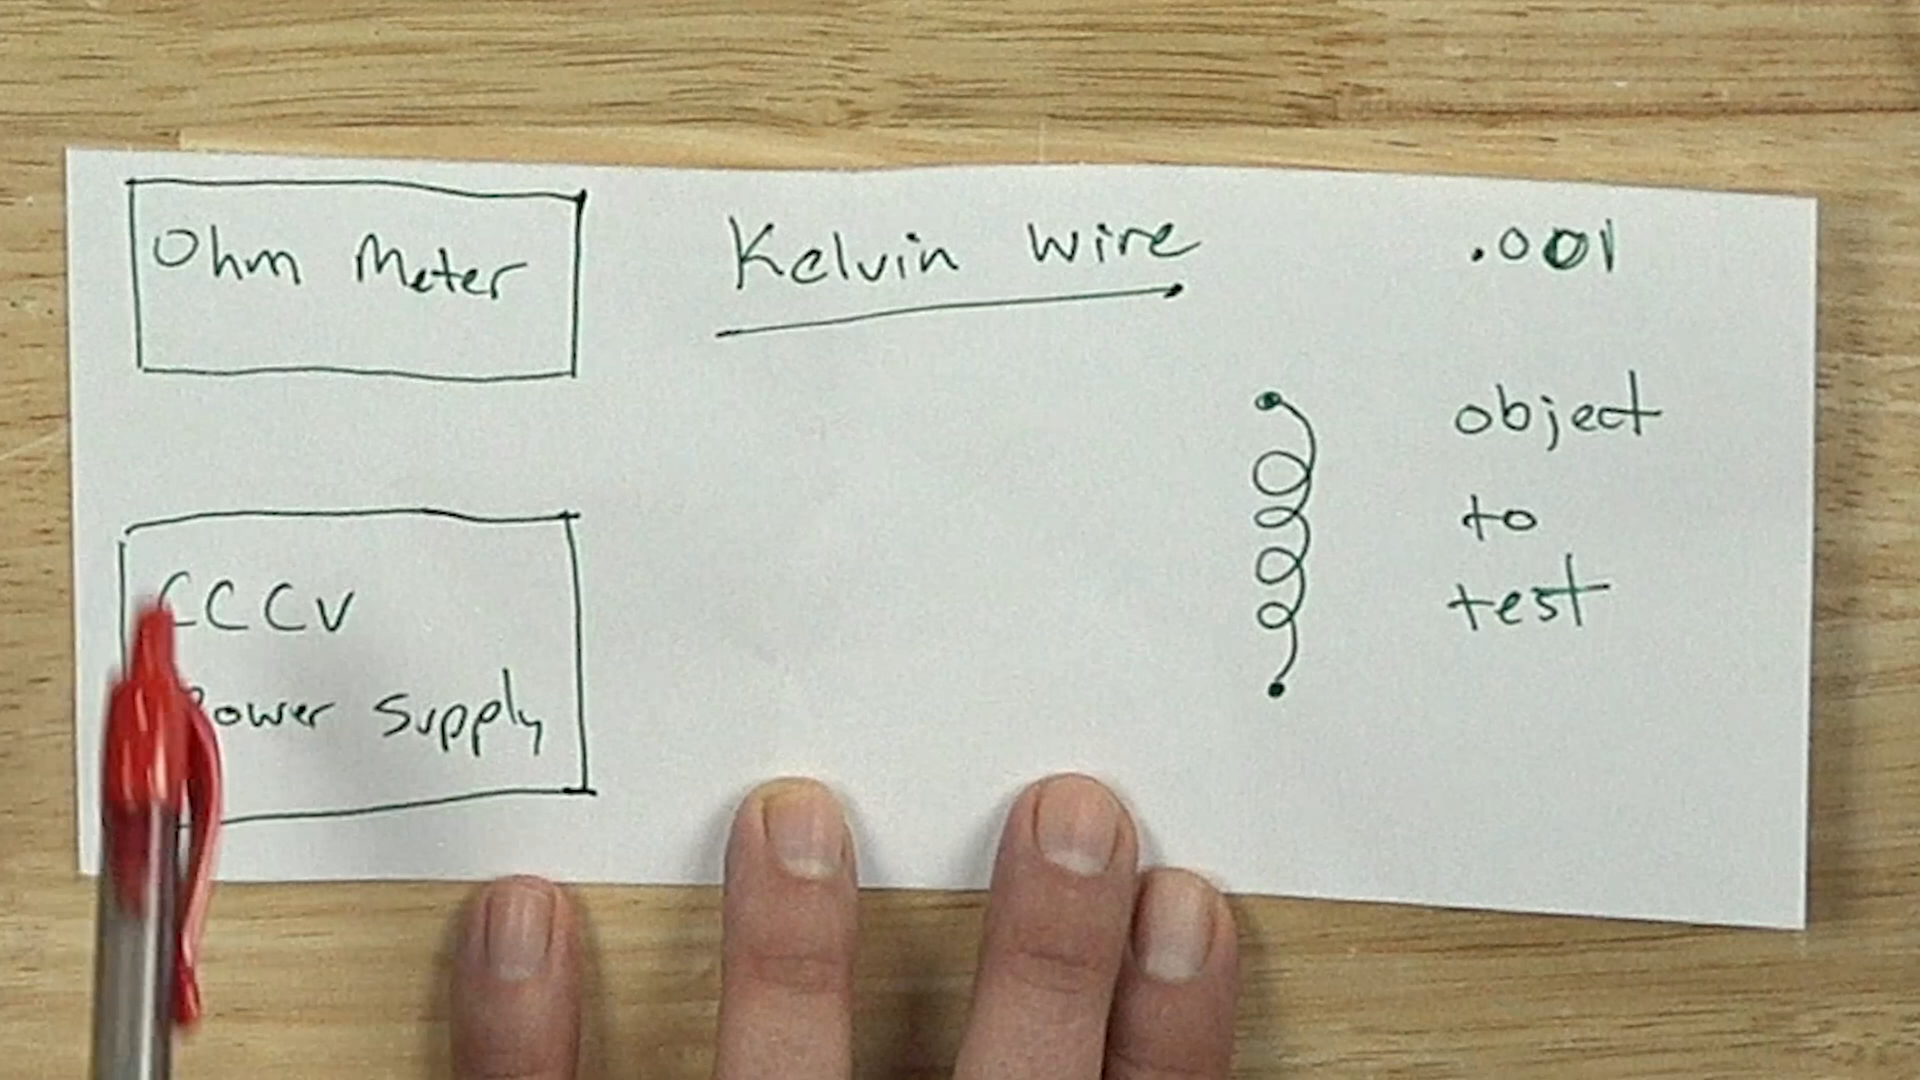 Ohm Meter
Kelvin Wire
.001
object
to
test
CCCV
Power Supply